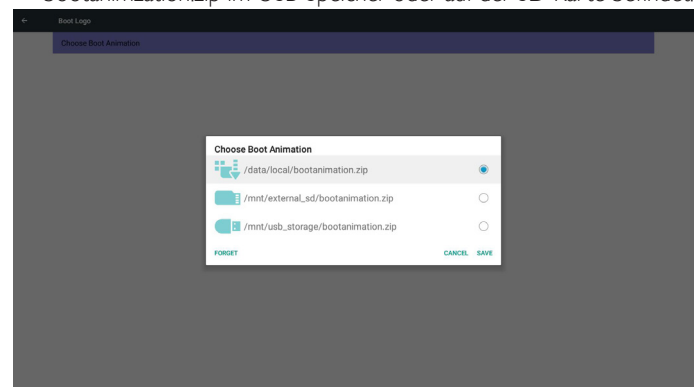 Boot Logo
Choose Boot Animation
Choose Boot Animation
/data/local/bootanimation.zip
/mnt/external_sd/bootanimation.zip
/mnt/usb_storage/bootanimation.zip
FORGET CANCEL SAVE